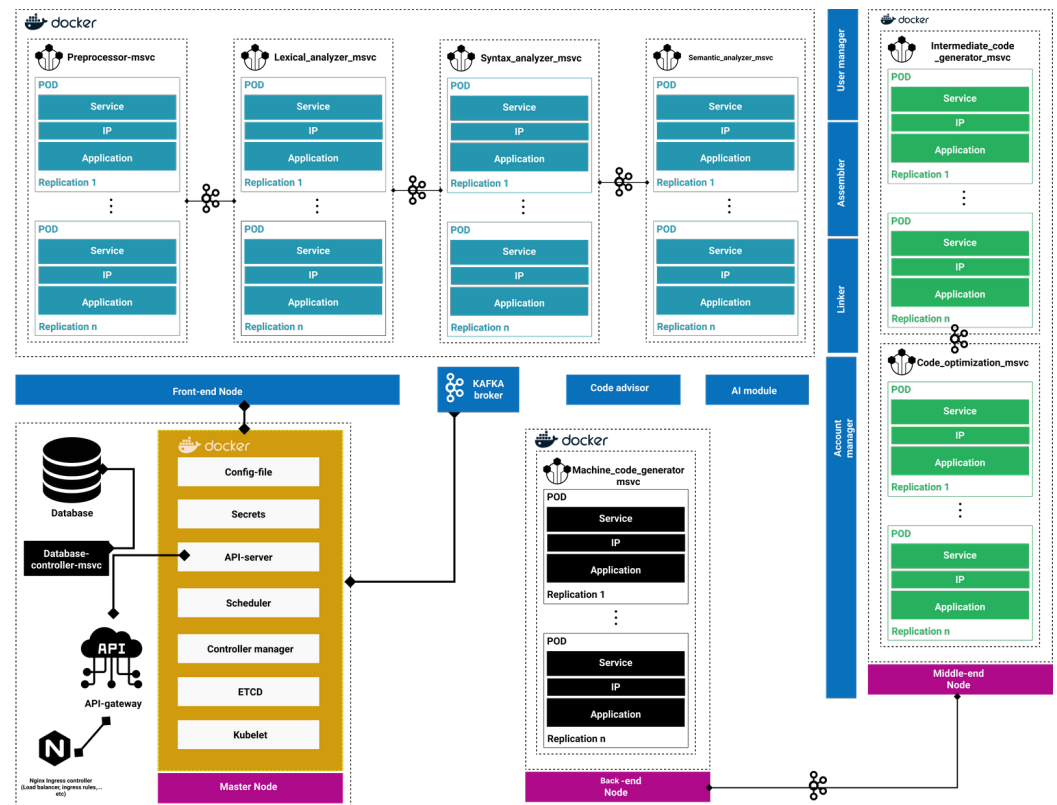 docker
Preprocessor-msvc
POD
Service
IP
Application
Replication 1
POD
Service
IP
Application
Replication n
Lexical_analyzer_msvc
POD
Service
IP
Application
Replication 1
POD
Service
IP
Application
Replication n
Syntax_analyzer_msvc
POD
Service
IP
Application
Replication 1
POD
Service
IP
Application
Replication n
Semantic_analyzer_msvc
POD
Service
IP
Application
Replication 1
POD
Service
IP
Application
Replication n
User manager
Assembler
Linker
Account
manager
docker
Intermediate_code
_generator_msvc
POD
Service
IP
Application
Replication 1
POD
Service
IP
Application
Replication n
Code_optimization_msvc
POD
Service
IP
Application
Replication 1
POD
Service
IP
Application
Replication n
Middle-end
Node
Front-end Node
KAFKA
broker
Code advisor
AI module
Database
Database-
controller-msvc
API
API-gateway
N
Nginx Ingress controller
(Load balancer, ingress rules,...
etc)
docker
Config-file
Secrets
API-server
Scheduler
Controller manager
ETCD
Kubelet
Master Node
docker
Machine_code_generator
msvc
POD
Service
IP
Application
Replication 1
POD
Service
IP
Application
Replication n
Back -end
Node